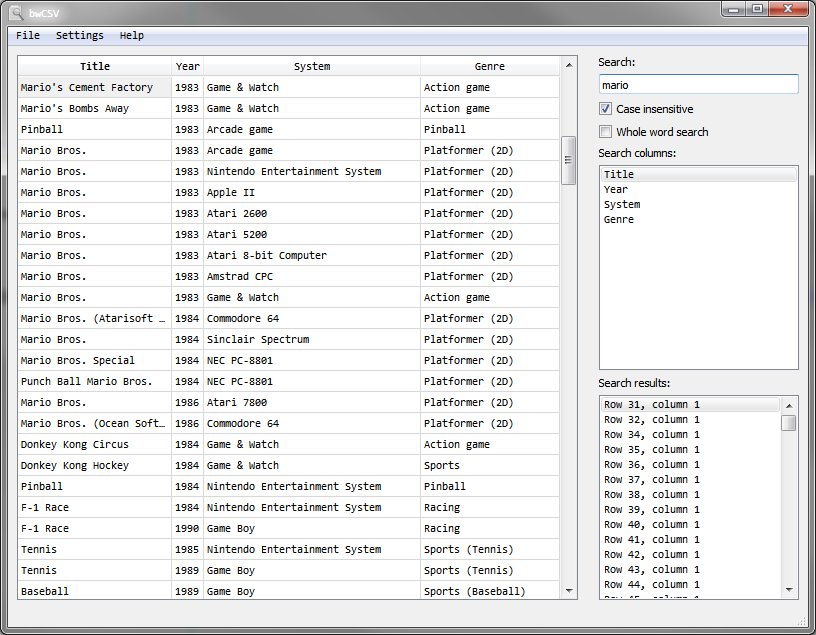 bwCSV
File Settings Help
Title Year System Genre
Mario's Cement Factory 1983 Game & Watch Action game
Mario's Bombs Away 1983 Game & Watch Action game
Pinball 1983 Arcade game Pinball
Mario Bros. 1983 Arcade game Platformer (2D)
Mario Bros. 1983 Nintendo Entertainment System Platformer (2D)
Mario Bros. 1983 Apple II Platformer (2D)
Mario Bros. 1983 Atari 2600 Platformer (2D)
Mario Bros. 1983 Atari 5200 Platformer (2D)
Mario Bros. 1983 Atari 8-bit Computer Platformer (2D)
Mario Bros. 1983 Amstrad CPC Platformer (2D)
Mario Bros. 1983 Game & Watch Action game
Mario Bros. (Atarisoft … 1984 Commodore 64 Platformer (2D)
Mario Bros. 1984 Sinclair Spectrum Platformer (2D)
Mario Bros. Special 1984 NEC PC-8801 Platformer (2D)
Punch Ball Mario Bros. 1984 NEC PC-8801 Platformer (2D)
Mario Bros. 1986 Atari 7800 Platformer (2D)
Mario Bros. (Ocean Soft… 1986 Commodore 64 Platformer (2D)
Donkey Kong Circus 1984 Game & Watch Action game
Donkey Kong Hockey 1984 Game & Watch Sports
Pinball 1984 Nintendo Entertainment System Pinball
F-1 Race 1984 Nintendo Entertainment System Racing
F-1 Race 1990 Game Boy Racing
Tennis 1985 Nintendo Entertainment System Sports (Tennis)
Tennis 1989 Game Boy Sports (Tennis)
Baseball 1989 Game Boy Sports (Baseball)
Search:
mario
Case insensitive
Whole word search
Search columns:
Title
Year
System
Genre
Search results:
Row 31, column 1
Row 32, column 1
Row 34, column 1
Row 35, column 1
Row 36, column 1
Row 37, column 1
Row 38, column 1
Row 39, column 1
Row 40, column 1
Row 41, column 1
Row 42, column 1
Row 43, column 1
Row 44, column 1